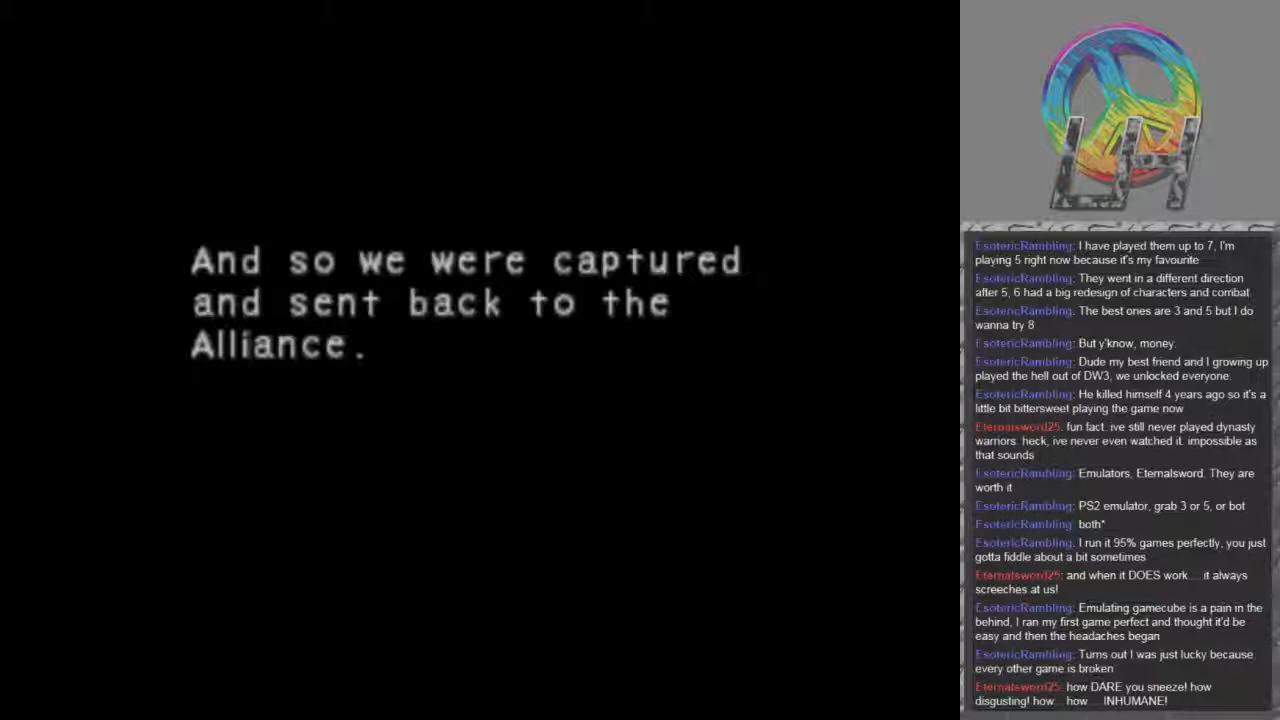 And so we were captured
and sent back to the
Alliance.
LH
EsotericRambling: I have played them up to 7, I'm
playing 5 right now because it's my favourite
EsotericRambling: They went in a different direction
after 5, 6 had a big redesign of characters and combat
EsotericRambling: The best ones are 3 and 5 but I do
wanna try 8
EsotericRambling: But y'know, money.
EsotericRambling: Dude my best friend and I growing up
played the hell out of DW3, we unlocked everyone.
EsotericRambling: He killed himself 4 years ago so it's a
little bit bittersweet playing the game now
Eternalsword25: fun fact. ive still never played dynasty
warriors. heck, ive never even watched it. impossible as
that sounds
EsotericRambling: Emulators, Eternalsword. They are
worth it
EsotericRambling: PS2 emulator, grab 3 or 5, or bot
EsotericRambling: both*
EsotericRambling: I run it 95% games perfectly, you just
gotta fiddle about a bit sometimes
Eternalsword25: and when it DOES work.... it always
screeches at us!
EsotericRambling: Emulating gamecube is a pain in the
behind, I ran my first game perfect and thought it'd be
easy and then the headaches began
EsotericRambling: Turns out I was just lucky because
every other game is broken
Eternalsword25: how DARE you sneeze! how
disgusting! how... how.... INHUMANE!